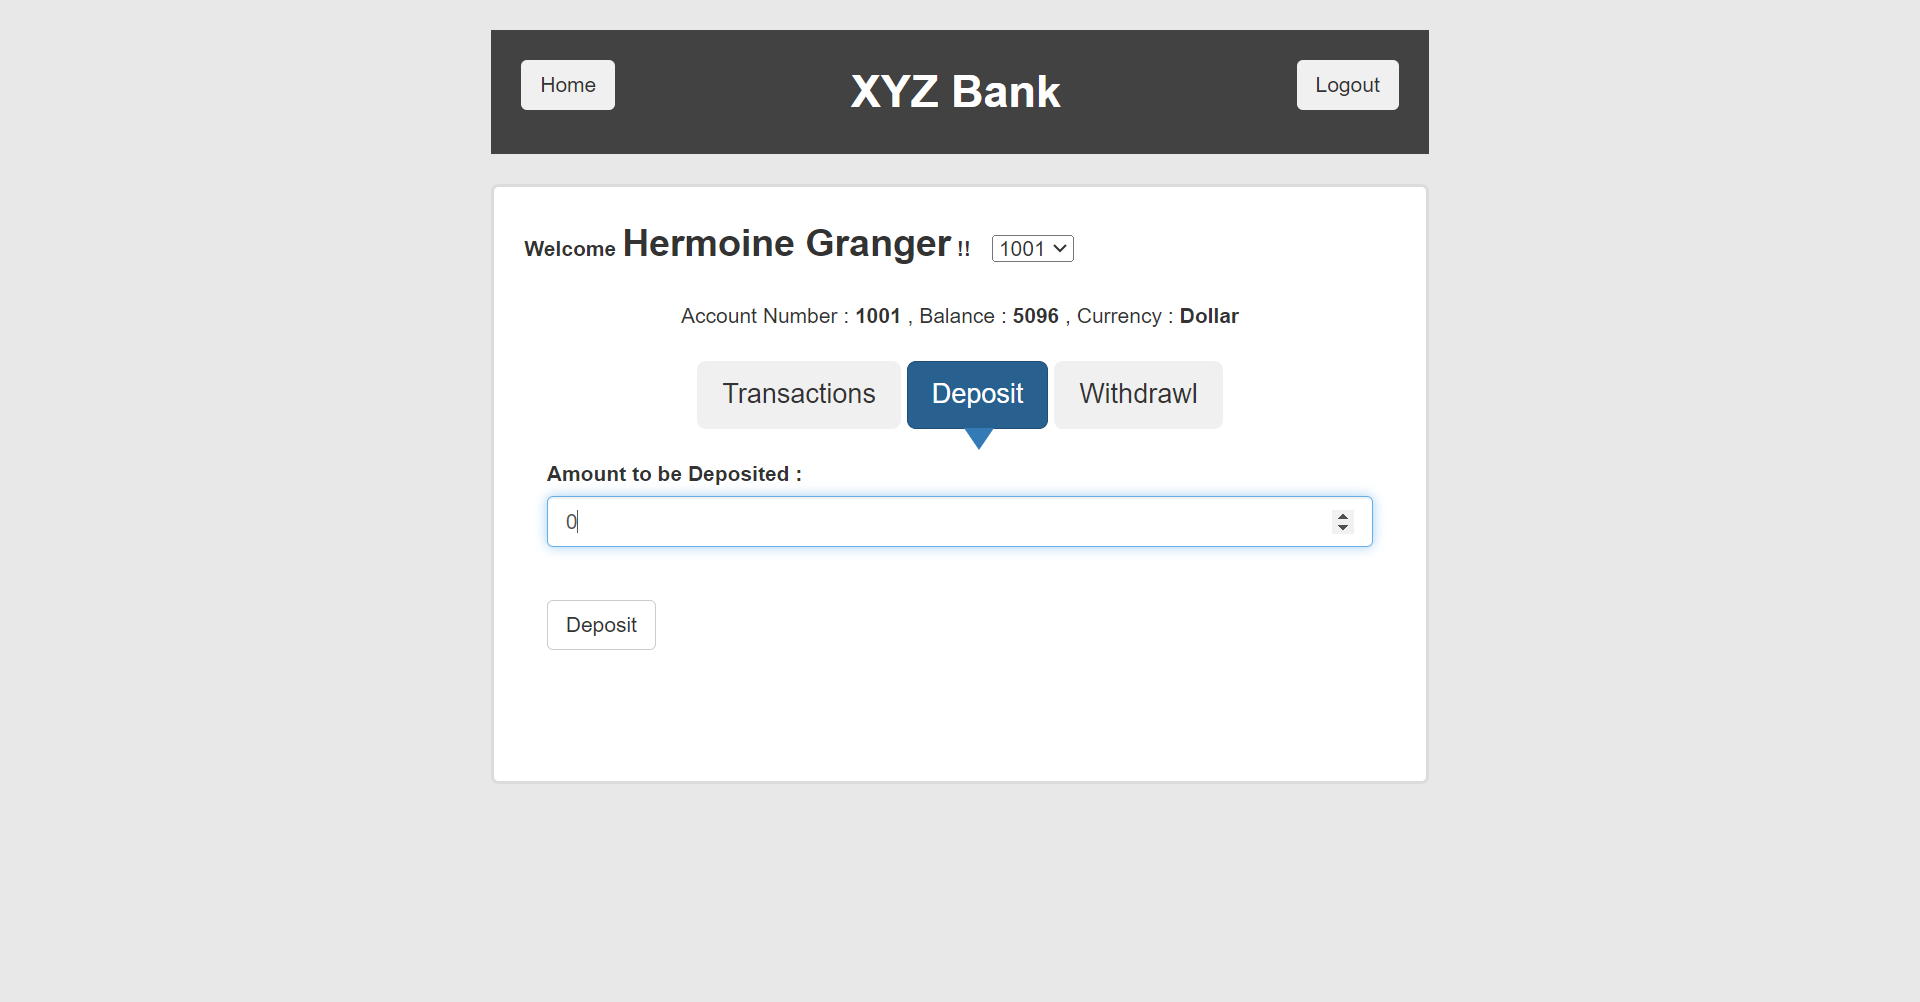 Home
XYZ Bank
Logout
Welcome Hermoine Granger !! 1001
Account Number : 1001 , Balance : 5096 , Currency : Dollar
Transactions Deposit Withdrawl
Amount to be Deposited :
0
Deposit